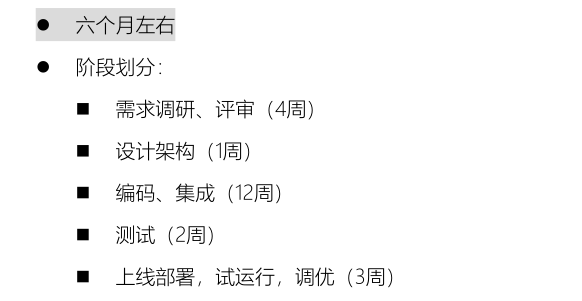 ● 六个月左右
● 阶段划分：
■ 需求调研、评审（4周）
■ 设计架构（1周）
■ 编码、集成（12周）
■ 测试（2周）
■ 上线部署，试运行，调优（3周）